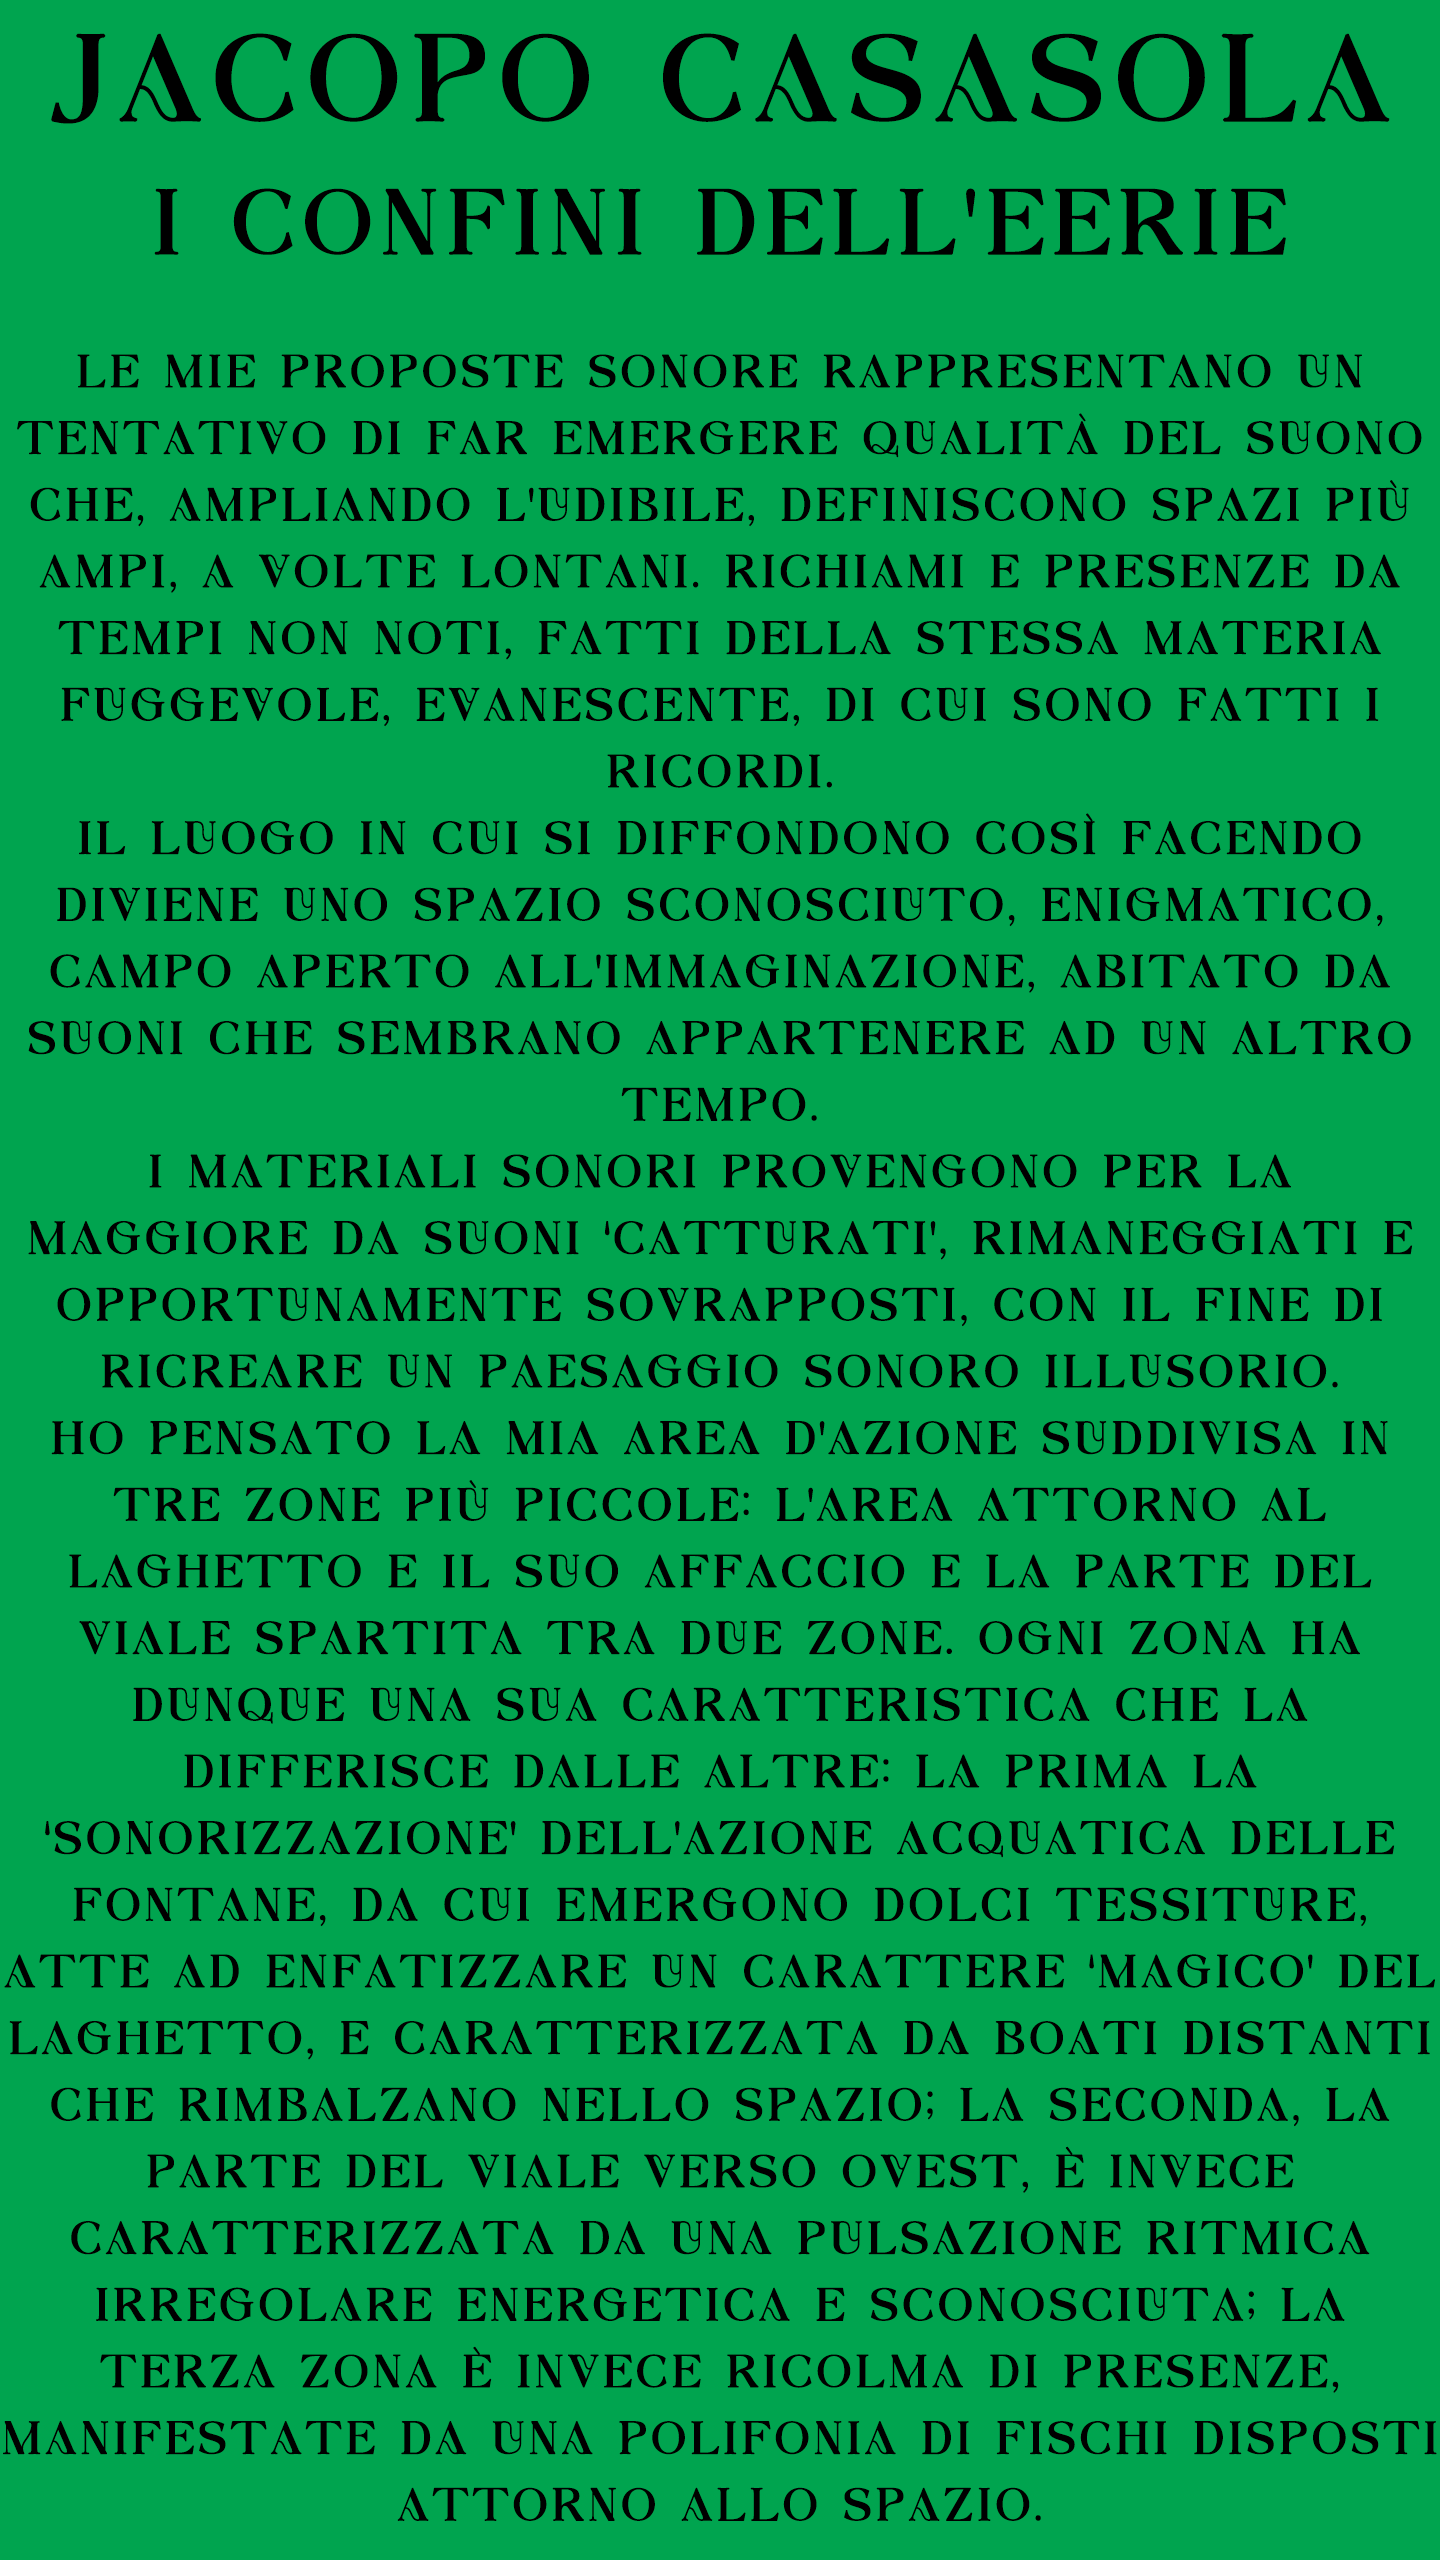 JACOPO CASASOLA
I CONFINI DELL'EERIE
LE MIE PROPOSTE SONORE RAPPRESENTANO UN
TENTATIVO DI FAR EMERGERE QUALITÀ DEL SUONO
CHE, AMPLIANDO L'UDIBILE, DEFINISCONO SPAZI PIÙ
AMPI, A VOLTE LONTANI. RICHIAMI E PRESENZE DA
TEMPI NON NOTI, FATTI DELLA STESSA MATERIA
FUGGEVOLE, EVANESCENTE, DI CUI SONO FATTI I
RICORDI.
IL LUOGO IN CUI SI DIFFONDONO COSÌ FACENDO
DIVIENE UNO SPAZIO SCONOSCIUTO, ENIGMATICO,
CAMPO APERTO ALL'IMMAGINAZIONE, ABITATO DA
SUONI CHE SEMBRANO APPARTENERE AD UN ALTRO
TEMPO.
I MATERIALI SONORI PROVENGONO PER LA
MAGGIORE DA SUONI 'CATTURATI', RIMANEGGIATI E
OPPORTUNAMENTE SOVRAPPOSTI, CON IL FINE DI
RICREARE UN PAESAGGIO SONORO ILLUSORIO.
HO PENSATO LA MIA AREA D'AZIONE SUDDIVISA IN
TRE ZONE PIÙ PICCOLE: L'AREA ATTORNO AL
LAGHETTO E IL SUO AFFACCIO E LA PARTE DEL
VIALE SPARTITA TRA DUE ZONE. OGNI ZONA HA
DUNQUE UNA SUA CARATTERISTICA CHE LA
DIFFERISCE DALLE ALTRE: LA PRIMA LA
'SONORIZZAZIONE' DELL'AZIONE ACQUATICA DELLE
FONTANE, DA CUI EMERGONO DOLCI TESSITURE,
ATTE AD ENFATIZZARE UN CARATTERE 'MAGICO' DEL
LAGHETTO, E CARATTERIZZATA DA BOATI DISTANTI
CHE RIMBALZANO NELLO SPAZIO; LA SECONDA, LA
PARTE DEL VIALE VERSO OVEST, È INVECE
CARATTERIZZATA DA UNA PULSAZIONE RITMICA
IRREGOLARE ENERGETICA E SCONOSCIUTA; LA
TERZA ZONA È INVECE RICOLMA DI PRESENZE,
MANIFESTATE DA UNA POLIFONIA DI FISCHI DISPOSTI
ATTORNO ALLO SPAZIO.